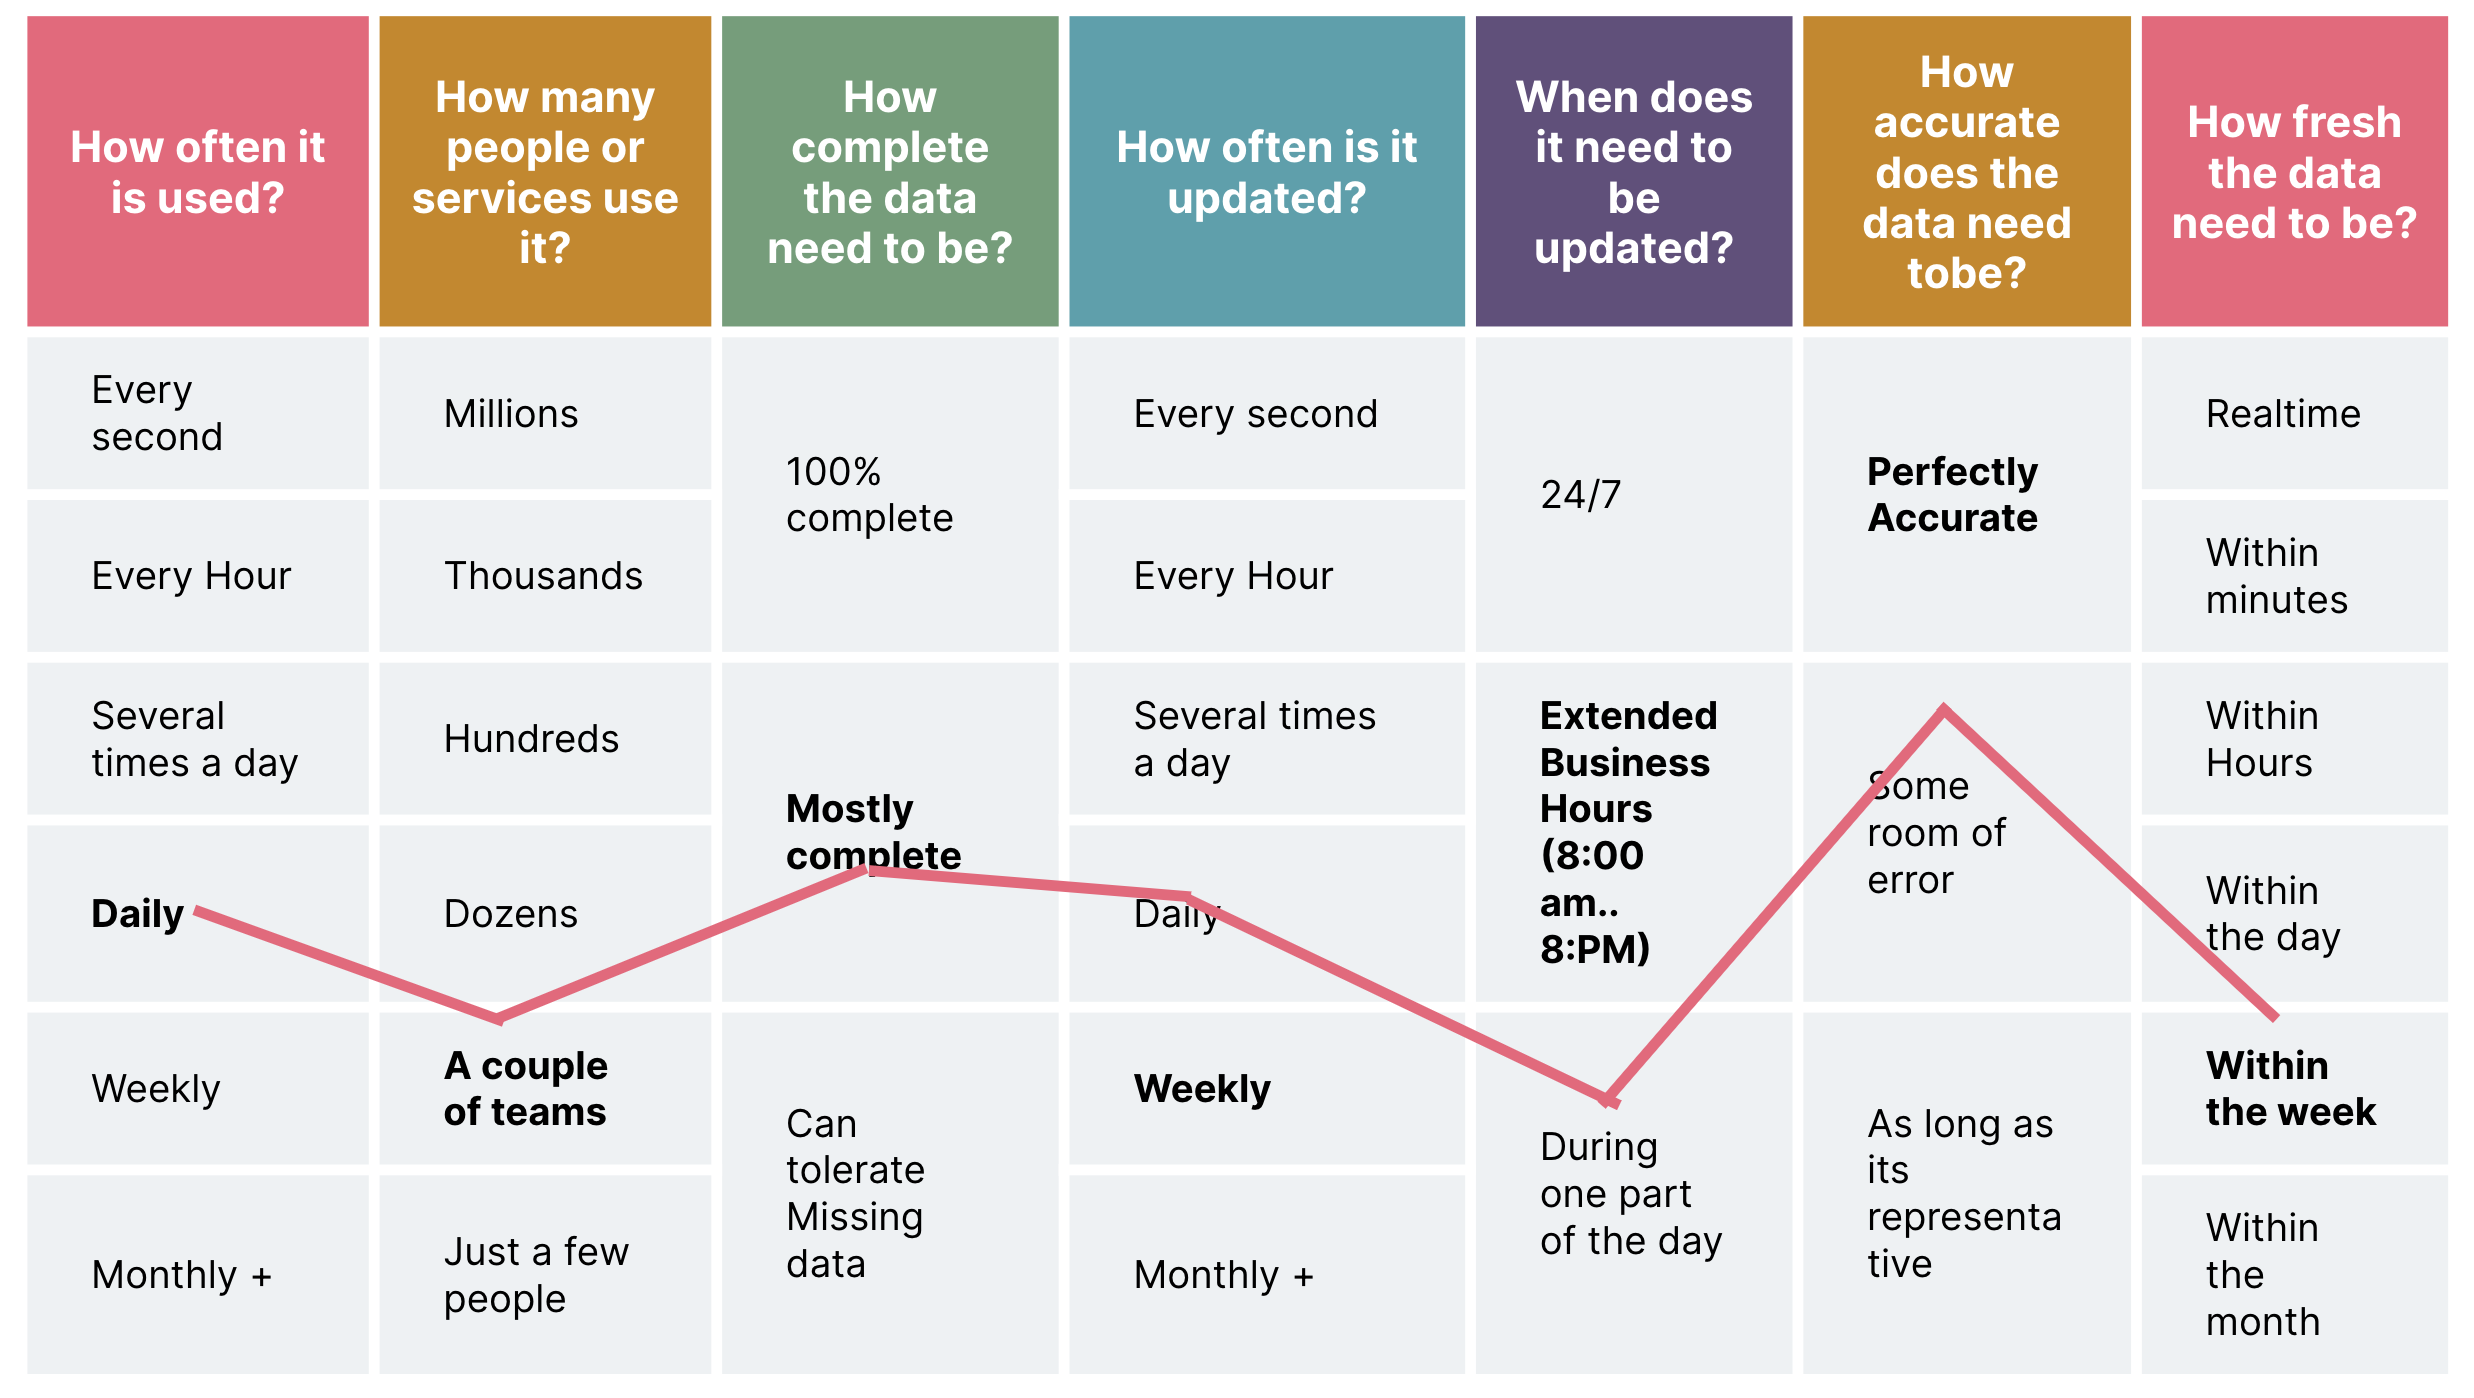 How often it
is used?
How many
people or
services use
it?
How
complete
the data
need to be?
How often is it
updated?
When does
it need to
be
updated?
How
accurate
does the
data need
tobe?
How fresh
the data
need to be?
Every
second
Millions
100%
complete
Every second
24/7
Perfectly
Accurate
Realtime
Every Hour
Thousands
Every Hour
Within
minutes
Several
times a day
Hundreds
Mostly
complete
Several times
a day
Extended
Business
Hours
(8:00
am..
8:PM)
Some
room of
error
Within
Hours
Daily
Dozens
Daily
Within
the day
Weekly
A couple
of teams
Can
tolerate
Missing
data
Weekly
During
one part
of the day
As long as
its
representa
tive
Within
the week
Monthly +
Just a few
people
Monthly +
Within
the
month